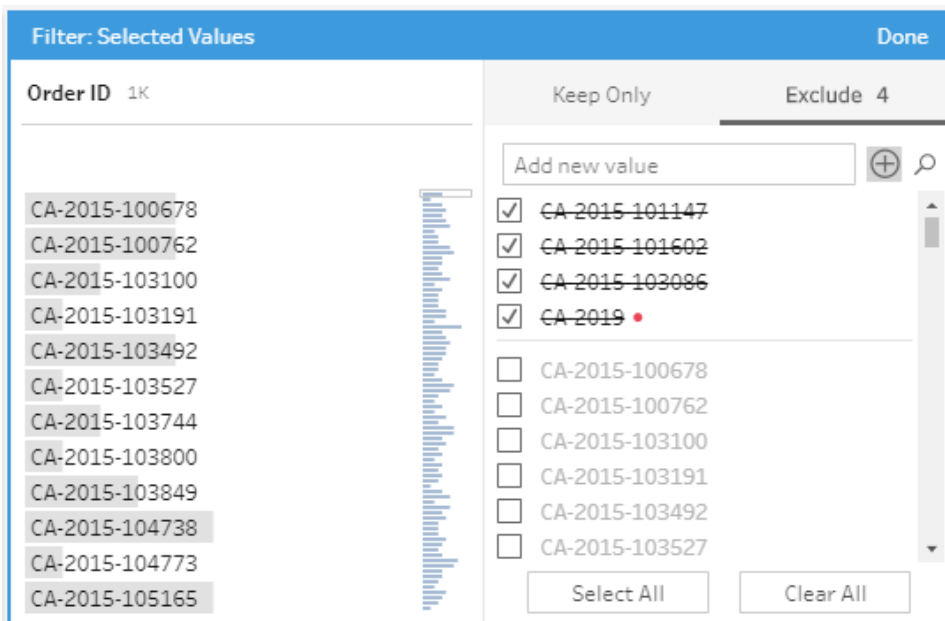 Filter: Selected Values Done
Order ID 1K
Keep Only Exclude 4
Add new value
CA-2015-100678
CA-2015-100762
CA-2015-103100
CA-2015-103191
CA-2015-103492
CA-2015-103527
CA-2015-103744
CA-2015-103800
CA-2015-103849
CA-2015-104738
CA-2015-104773
CA-2015-105165
CA-2015-101147
CA-2015-101602
CA-2015-103086
CA-2019
CA-2015-100678
CA-2015-100762
CA-2015-103100
CA-2015-103191
CA-2015-103492
CA-2015-103527
Select All Clear All